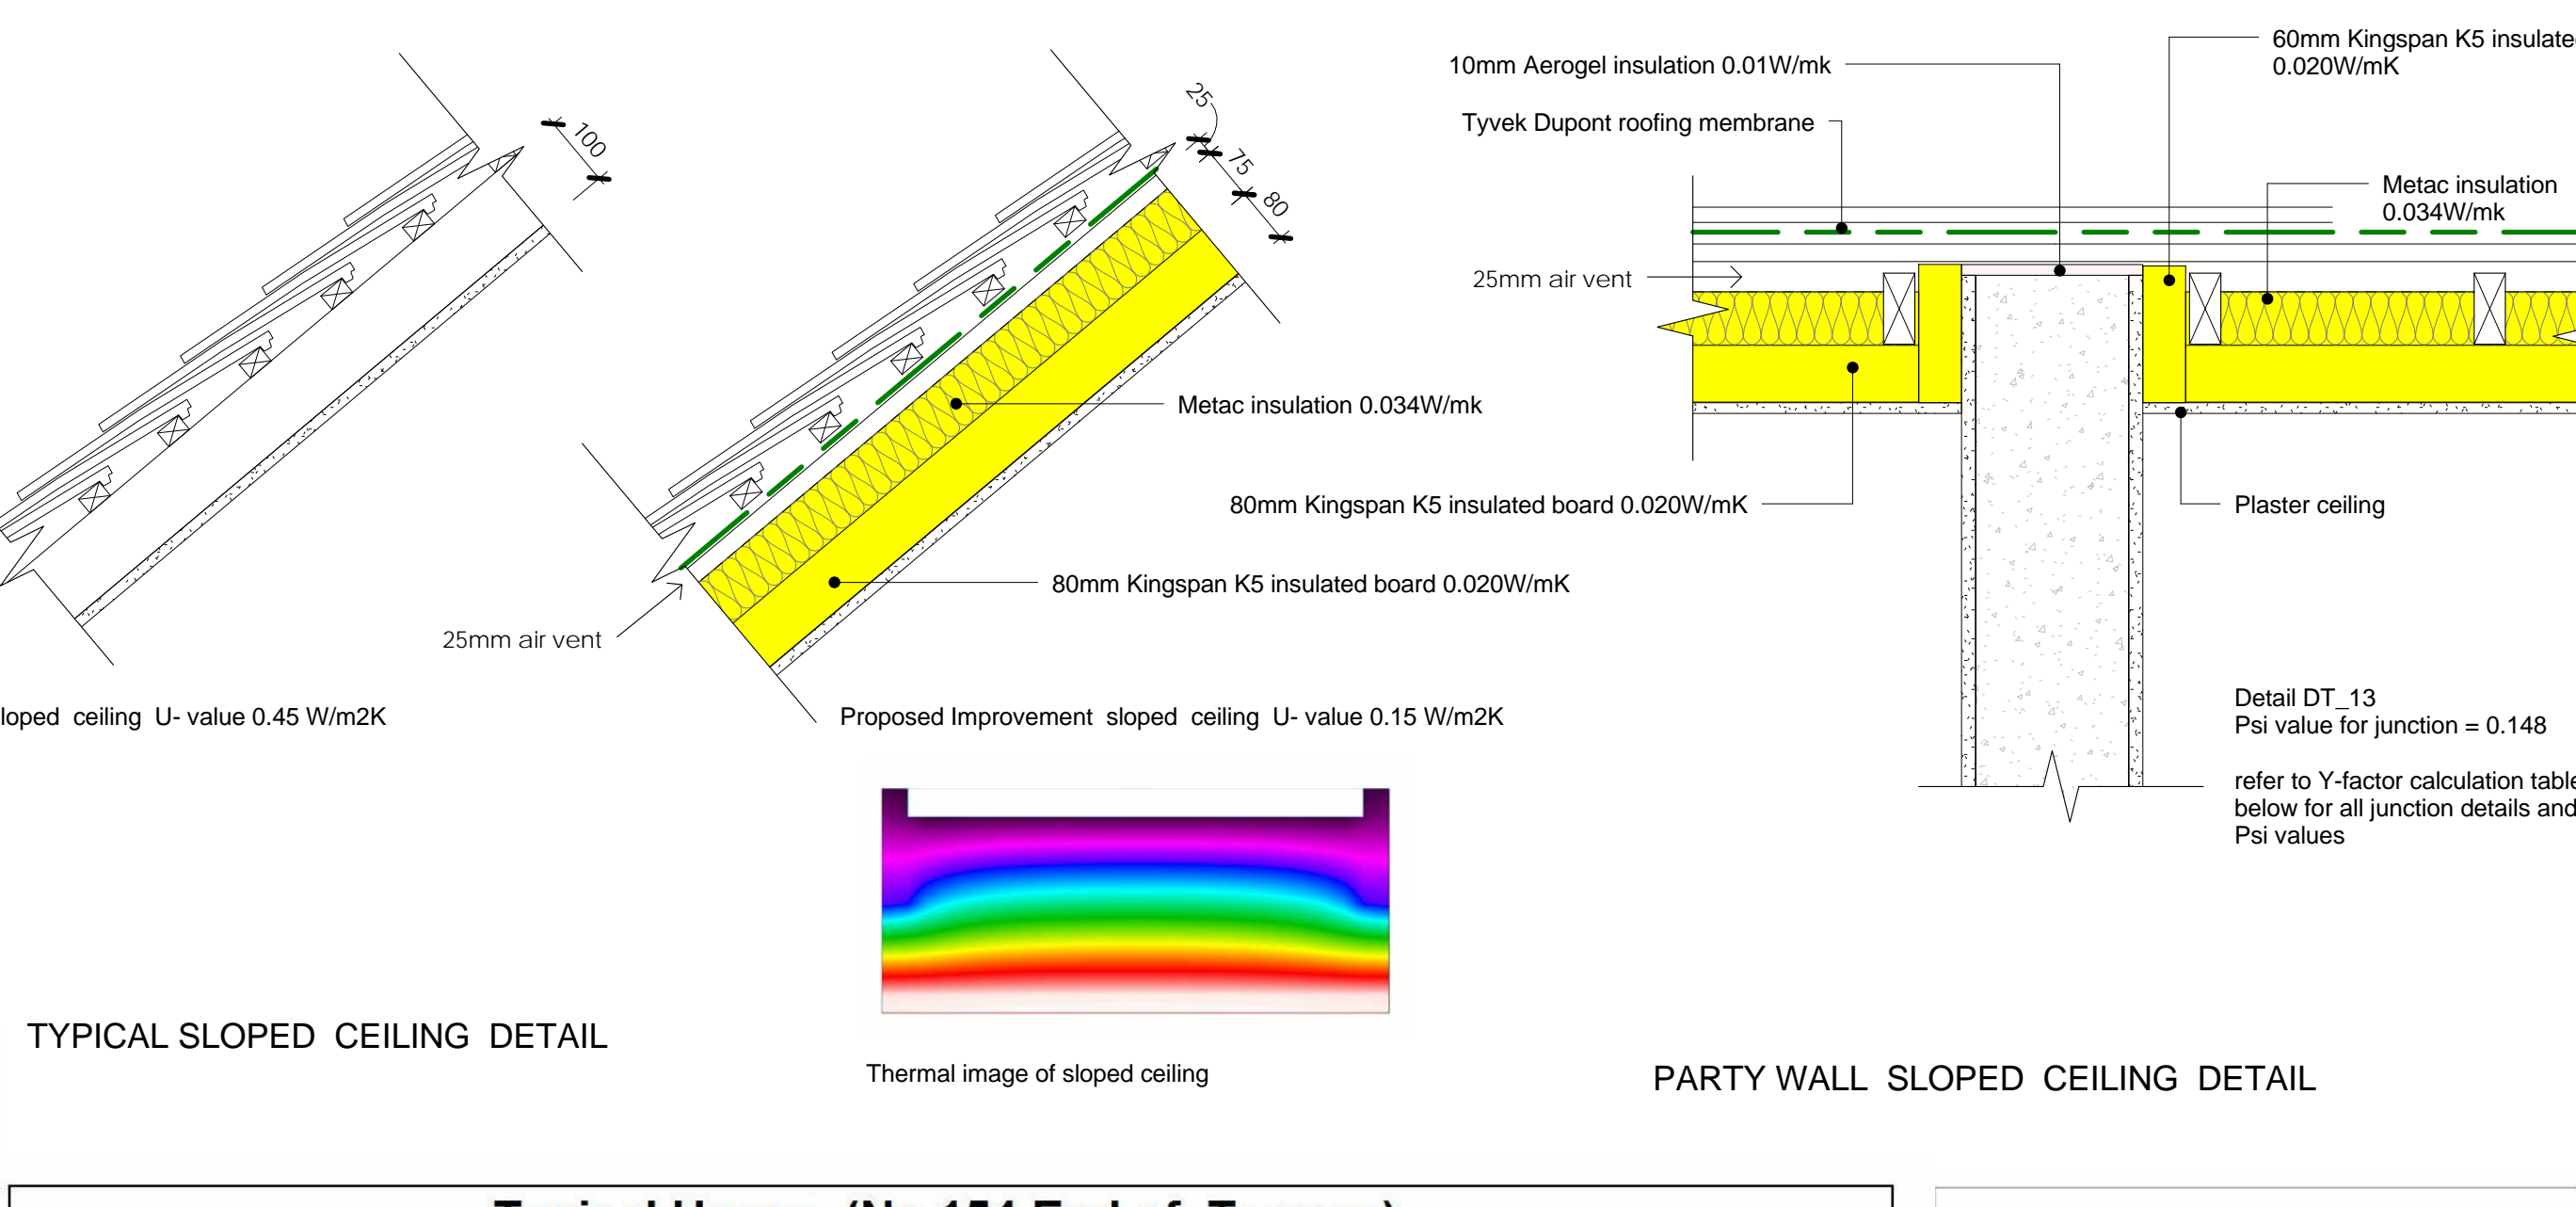 100
loped ceiling U- value 0.45 W/m2K
TYPICAL SLOPED CEILING DETAIL
25
75
80
Metac insulation 0.034W/mk
80mm Kingspan K5 insulated board 0.020W/mK
25mm air vent
Proposed Improvement sloped ceiling U- value 0.15 W/m2K
Thermal image of sloped ceiling
10mm Aerogel insulation 0.01W/mk
Tyvek Dupont roofing membrane
25mm air vent
80mm Kingspan K5 insulated board 0.020W/mK
60mm Kingspan K5 insulate
0.020W/mK
Metac insulation
0.034W/mk
Plaster ceiling
Detail DT_13
Psi value for junction = 0.148
refer to Y-factor calculation table
below for all junction details and
Psi values
PARTY WALL SLOPED CEILING DETAIL